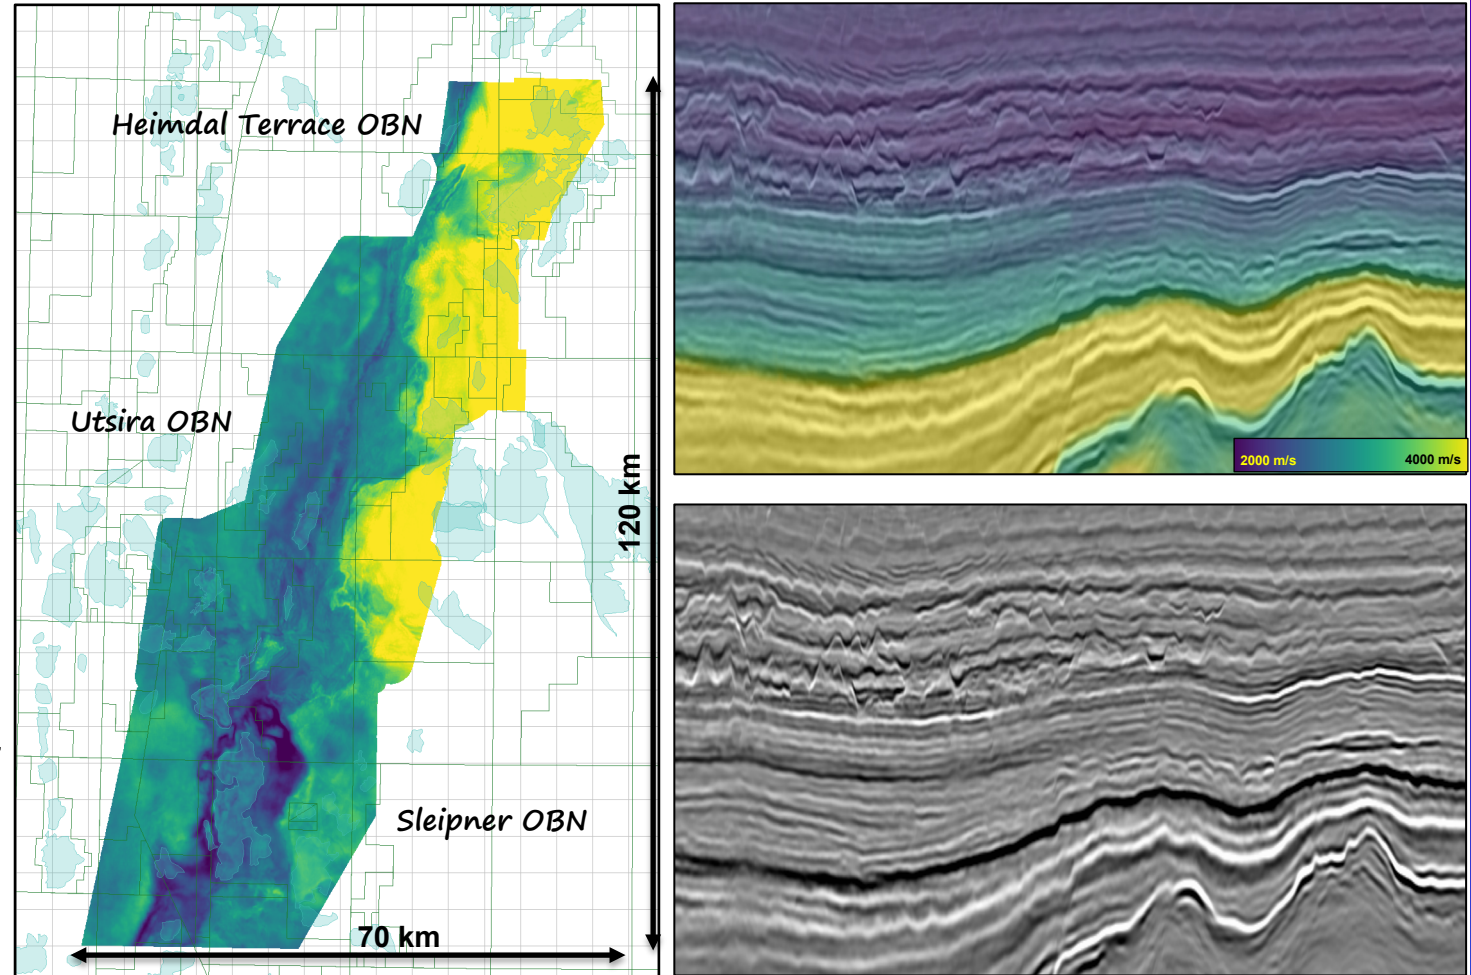 Heimdal Terrace OBN
Utsira OBN
Sleipner OBN
120 km
70 km
2000 m/s
4000 m/s